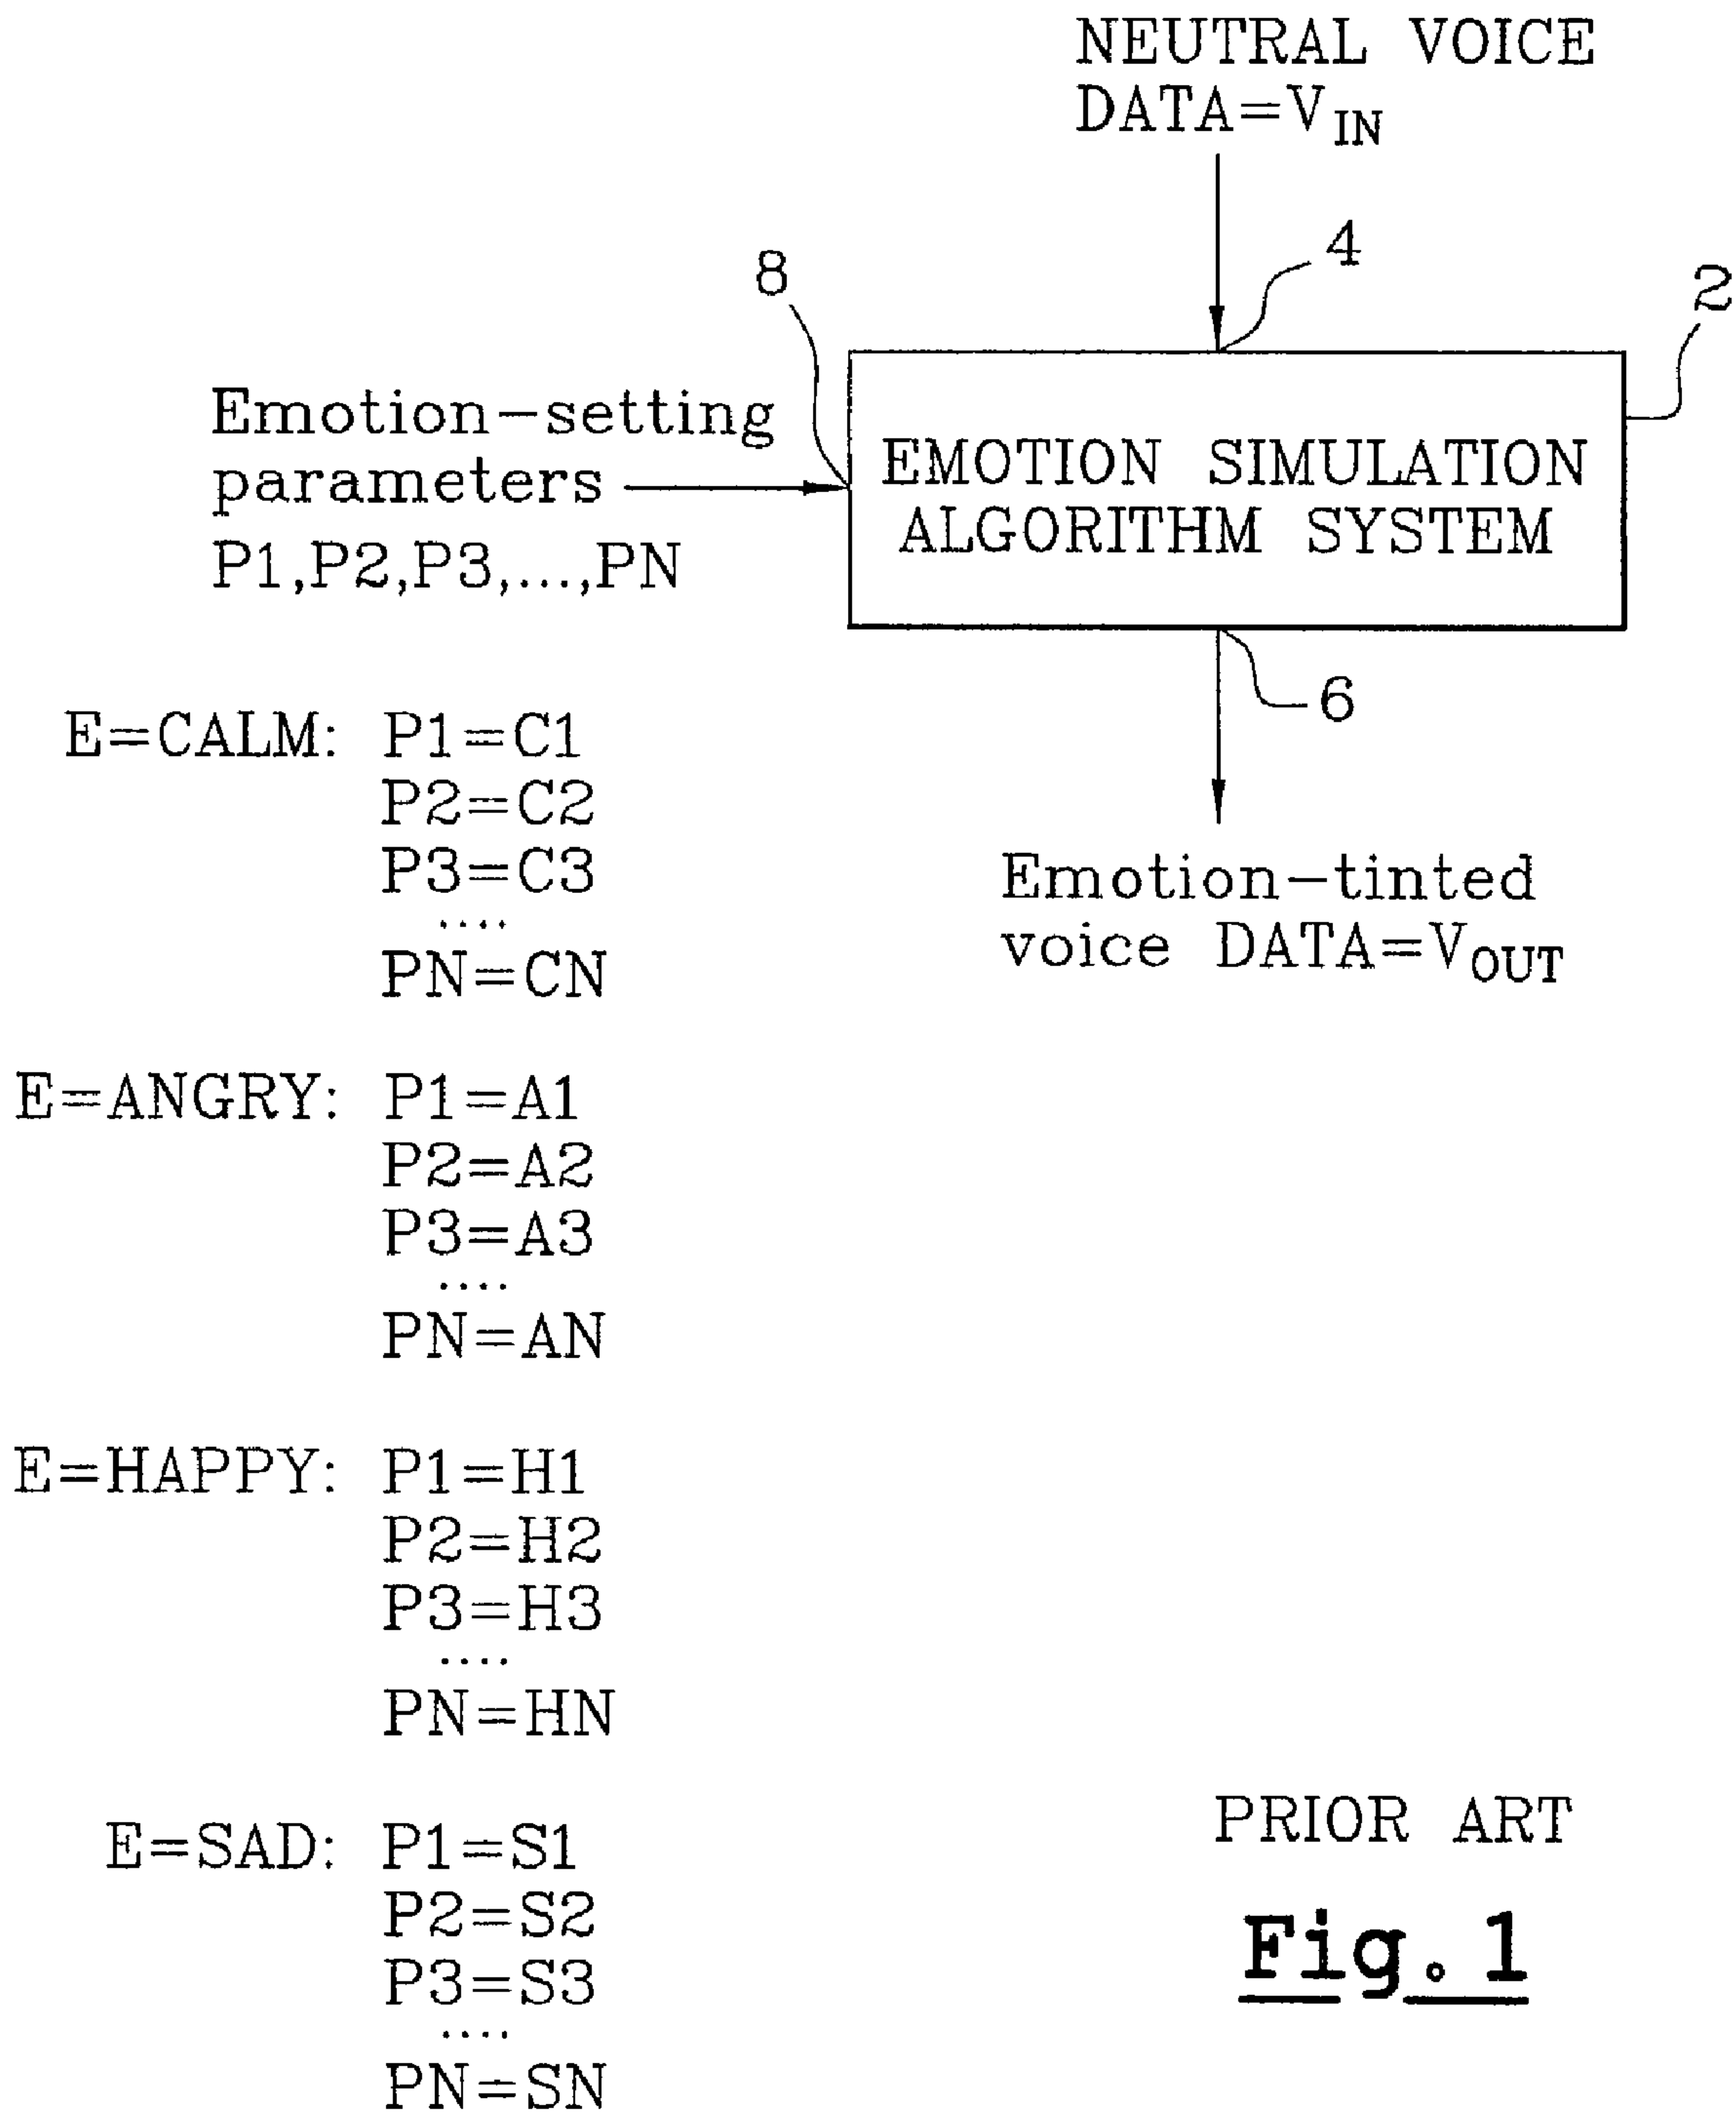 NEUTRAL VOICE
DATA=V_IN
4
8
2
Emotion-setting
parameters
P1,P2,P3,...,PN
EMOTION SIMULATION
ALGORITHM SYSTEM
6
Emotion-tinted
voice DATA=V_OUT
E=CALM: P1=C1
P2=C2
P3=C3
....
PN=CN
E=ANGRY: P1=A1
P2=A2
P3=A3
....
PN=AN
E=HAPPY: P1=H1
P2=H2
P3=H3
....
PN=HN
E=SAD: P1=S1
P2=S2
P3=S3
....
PN=SN
PRIOR ART
Fig.1